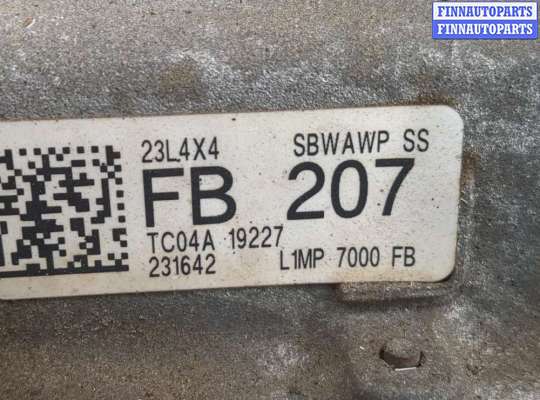 FINNAUTOPARTS
FINNAUTOPARTS
23L4X4 SBWAWP SS
FB 207
TC04A 19227
231642 L1MP 7000 FB